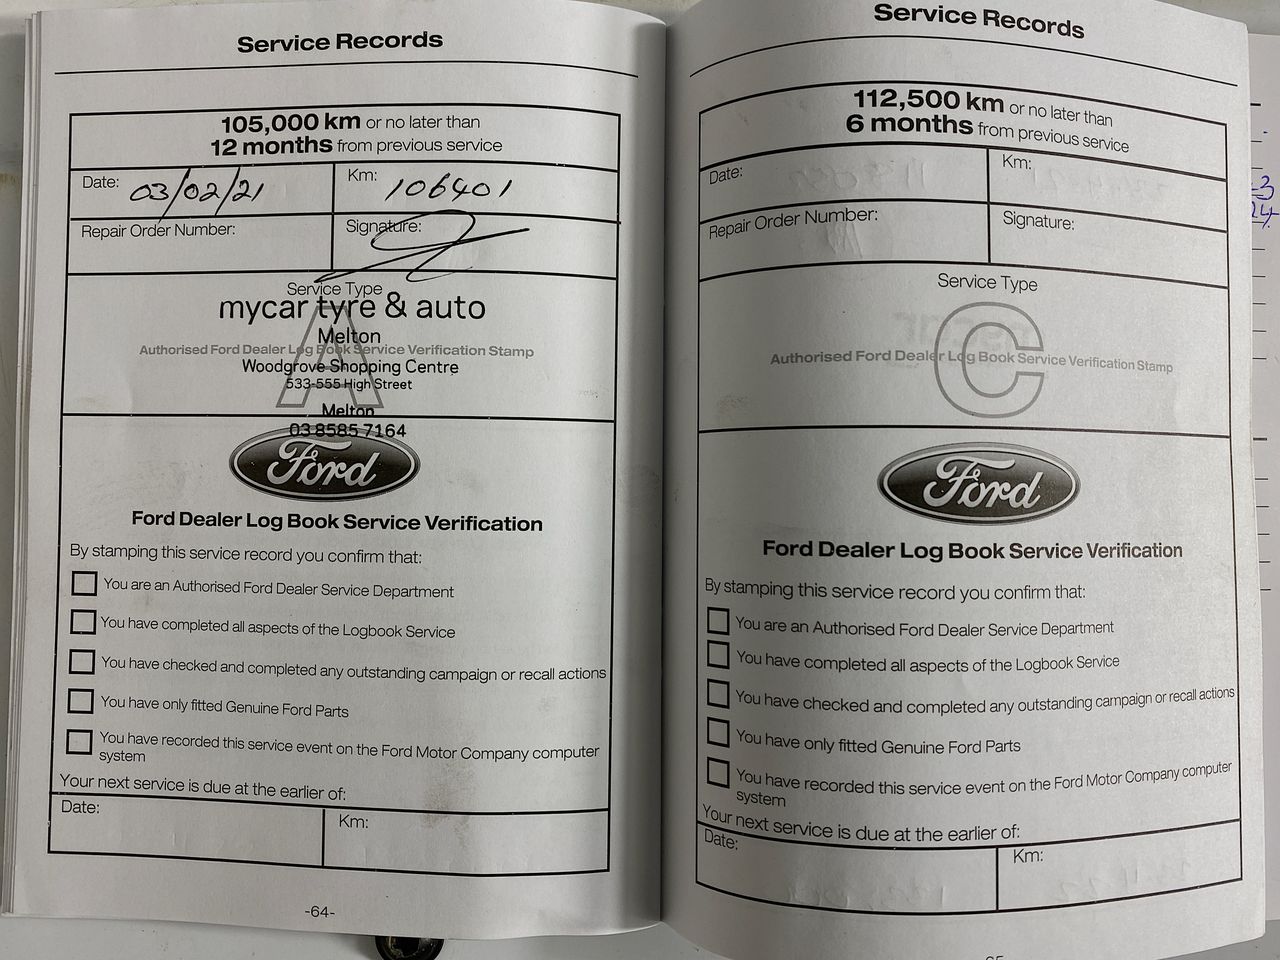 Service Records
105,000 km or no later than
12 months from previous service
Date: 03/02/21
Km: 106401
Repair Order Number:
Signature:
Service Type
mycar tyre & auto
Melton
A
Authorised Ford Dealer Log Book Service Verification Stamp
Woodgrove Shopping Centre
533-555 High Street
Melton
03 8585 7164
Ford
Ford Dealer Log Book Service Verification
By stamping this service record you confirm that:
You are an Authorised Ford Dealer Service Department
You have completed all aspects of the Logbook Service
You have checked and completed any outstanding campaign or recall actions
You have only fitted Genuine Ford Parts
You have recorded this service event on the Ford Motor Company computer
system
Your next service is due at the earlier of:
Date:
Km:
-64-
Service Records
112,500 km or no later than
6 months from previous service
Date:
Km:
Repair Order Number:
Signature:
Service Type
C
Authorised Ford Dealer Log Book Service Verification Stamp
Ford
Ford Dealer Log Book Service Verification
By stamping this service record you confirm that:
You are an Authorised Ford Dealer Service Department
You have completed all aspects of the Logbook Service
You have checked and completed any outstanding campaign or recall actions
You have only fitted Genuine Ford Parts
You have recorded this service event on the Ford Motor Company computer
system
Your next service is due at the earlier of:
Date:
Km: